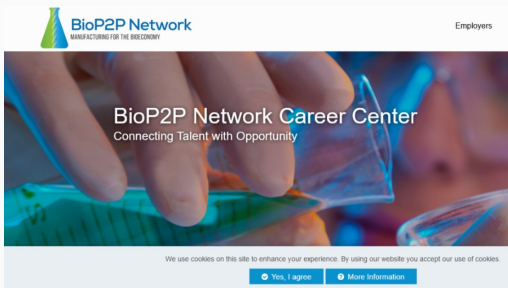 BioP2P Network
MANUFACTURING FOR THE BIOECONOMY
Employers
BioP2P Network Career Center
Connecting Talent with Opportunity
We use cookies on this site to enhance your experience. By using our website you accept our use of cookies.
Yes, I agree
More Information